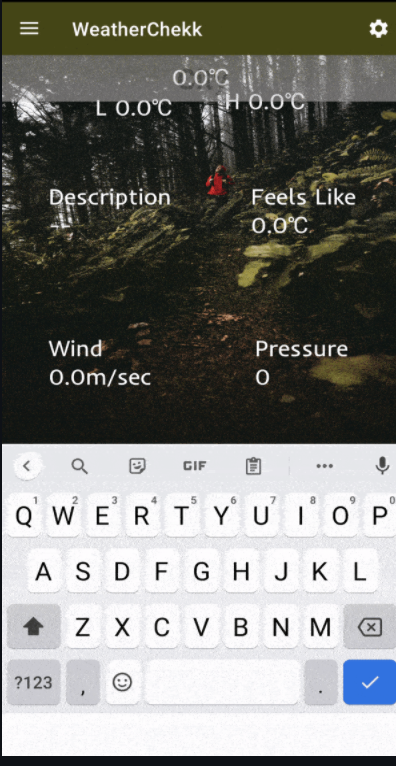 WeatherChekk
0.0°C
L 0.0°C H 0.0°C
Description Feels Like
-- 0.0°C
Wind Pressure
0.0m/sec 0
GIF
1 2 3 4 5 6 7 8 9 0
Q W E R T Y U I O P
A S D F G H J K L
Z X C V B N M
?123 , .